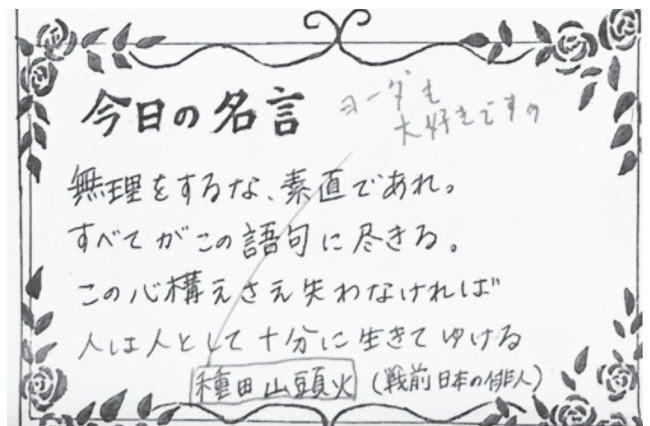 今日の名言
ヨーダも
大好きですの
無理をするな、素直であれ。
すべてがこの語句に尽きる。
この心構えさえ失わなければ
人は人として十分に生きてゆける
種田山頭火（戦前日本の俳人）